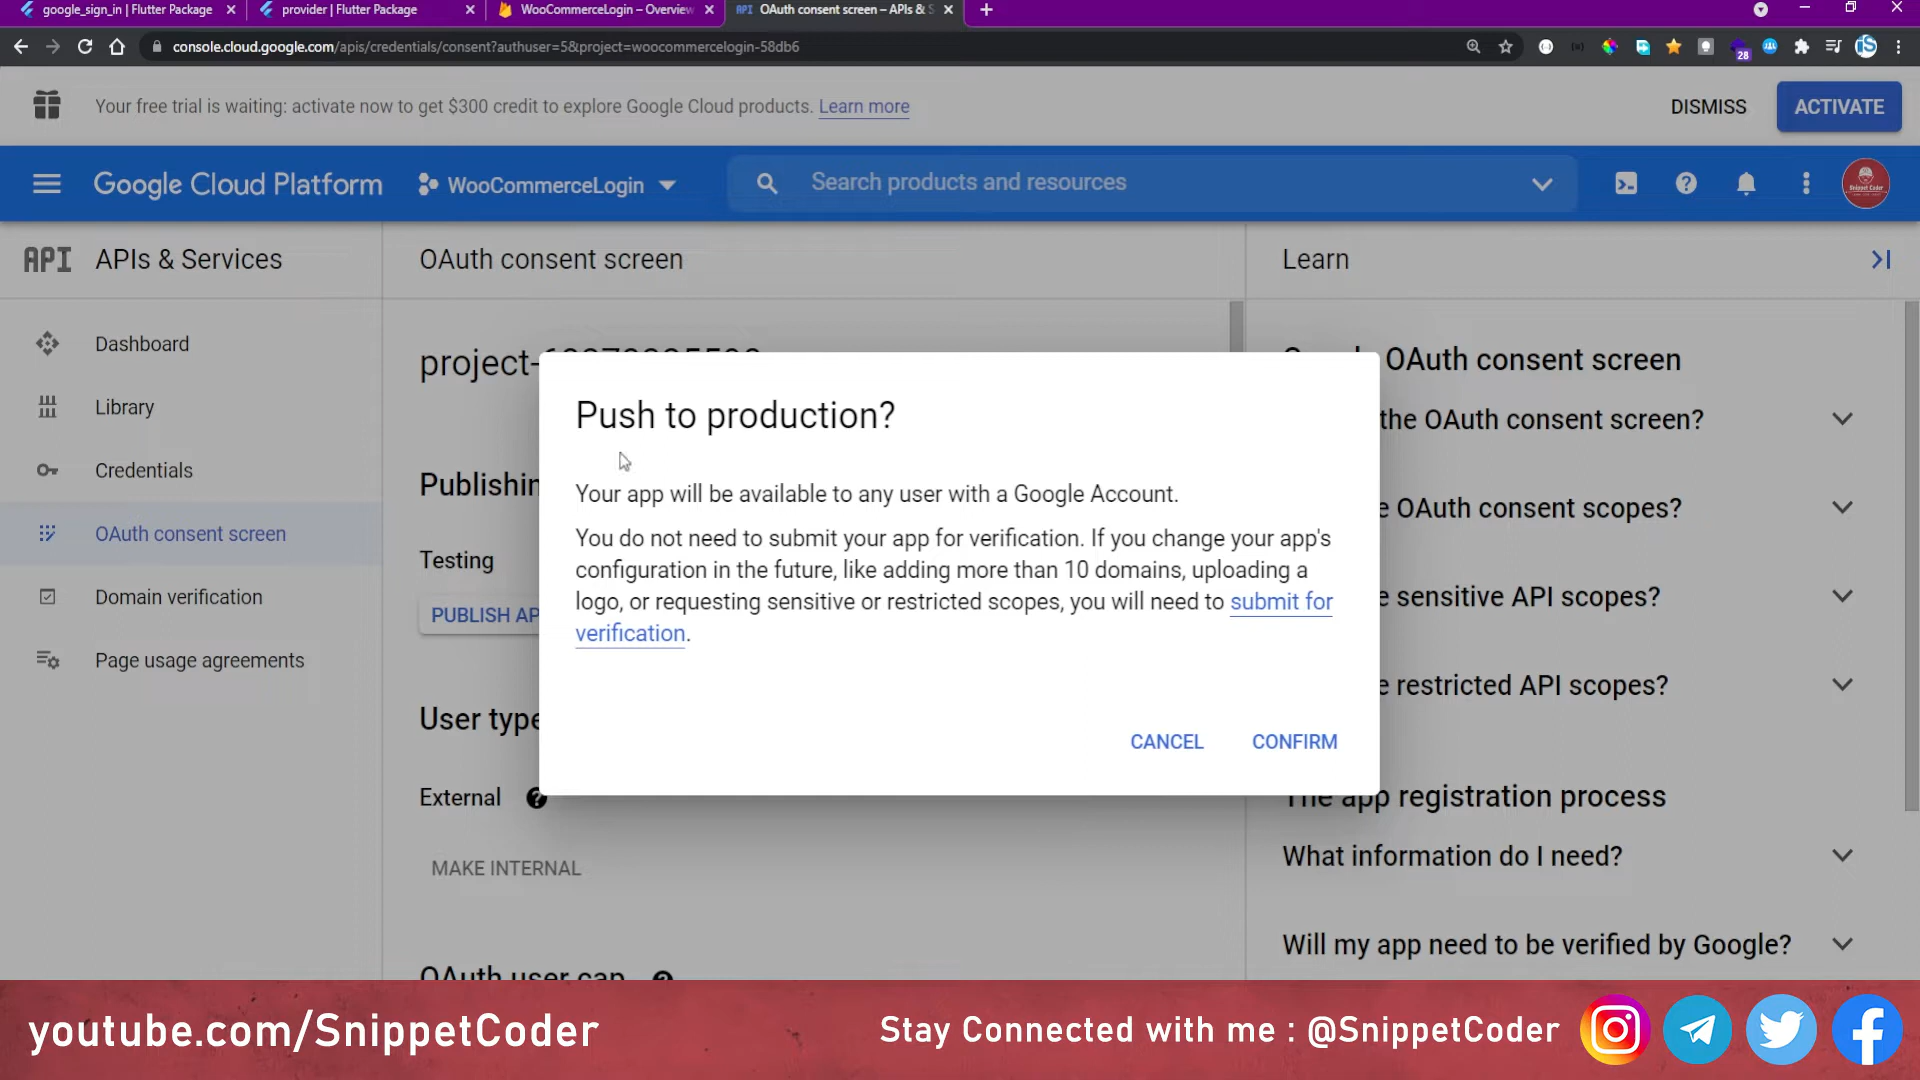 google_sign_in | Flutter Package
provider | Flutter Package
WooCommerceLogin – Overview
API OAuth consent screen – APIs & S
console.cloud.google.com/apis/credentials/consent?authuser=5&project=woocommercelogin-58db6
28
Your free trial is waiting: activate now to get $300 credit to explore Google Cloud products. Learn more
DISMISS
ACTIVATE
Google Cloud Platform
WooCommerceLogin
Search products and resources
API APIs & Services
Dashboard
Library
Credentials
OAuth consent screen
Domain verification
Page usage agreements
OAuth consent screen
project-
Publishin
Testing
PUBLISH AP
User type
External
MAKE INTERNAL
OAuth user cap
Push to production?
Your app will be available to any user with a Google Account.
You do not need to submit your app for verification. If you change your app's
configuration in the future, like adding more than 10 domains, uploading a
logo, or requesting sensitive or restricted scopes, you will need to submit for
verification.
CANCEL
CONFIRM
Learn
OAuth consent screen
the OAuth consent screen?
e OAuth consent scopes?
e sensitive API scopes?
e restricted API scopes?
The app registration process
What information do I need?
Will my app need to be verified by Google?
youtube.com/SnippetCoder
Stay Connected with me : @SnippetCoder